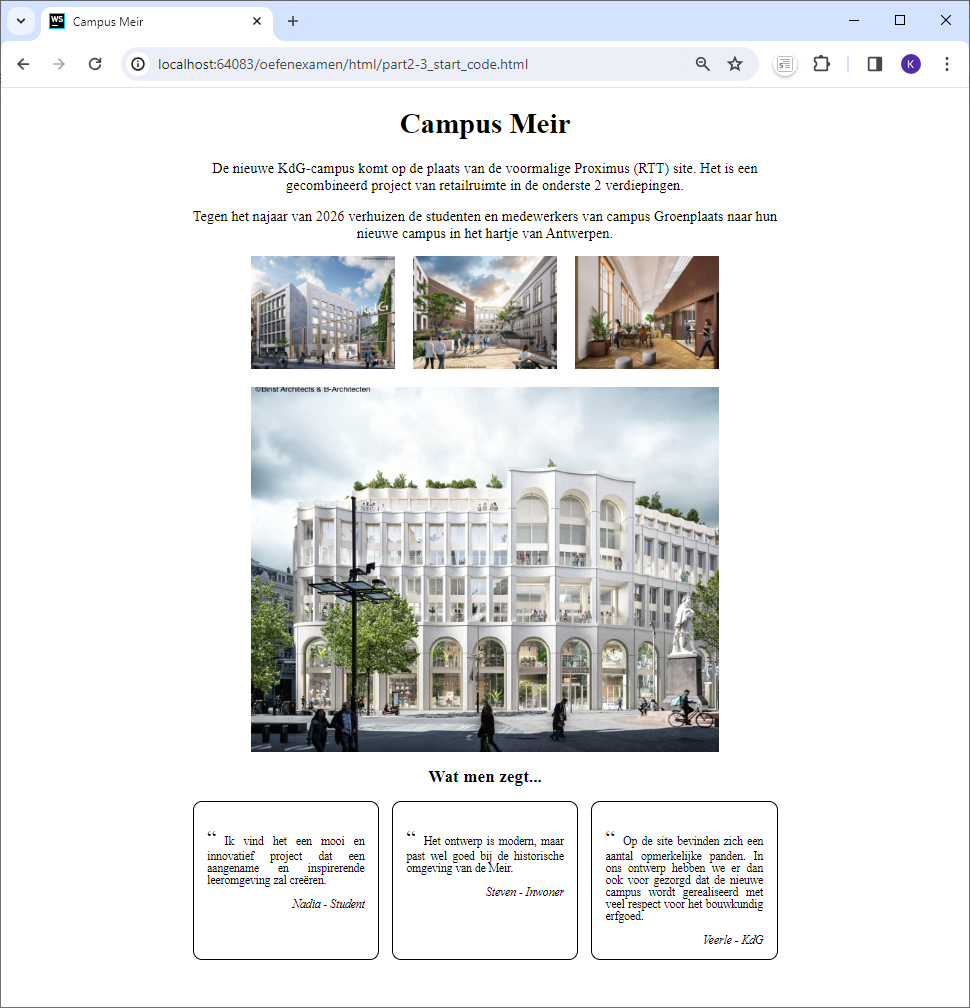 WS
Campus Meir
localhost:64083/oefenexamen/html/part2-3_start_code.html
K
Campus Meir
De nieuwe KdG-campus komt op de plaats van de voormalige Proximus (RTT) site. Het is een
gecombineerd project van retailruimte in de onderste 2 verdiepingen.
Tegen het najaar van 2026 verhuizen de studenten en medewerkers van campus Groenplaats naar hun
nieuwe campus in het hartje van Antwerpen.
KdG
©Binst Architects & B-Architecten
Wat men zegt...
“ Ik vind het een mooi en
innovatief project dat een
aangename en inspirerende
leeromgeving zal creëren.
Nadia - Student
“ Het ontwerp is modern, maar
past wel goed bij de historische
omgeving van de Meir.
Steven - Inwoner
“ Op de site bevinden zich een
aantal opmerkelijke panden. In
ons ontwerp hebben we er dan
ook voor gezorgd dat de nieuwe
campus wordt gerealiseerd met
veel respect voor het bouwkundig
erfgoed.
Veerle - KdG